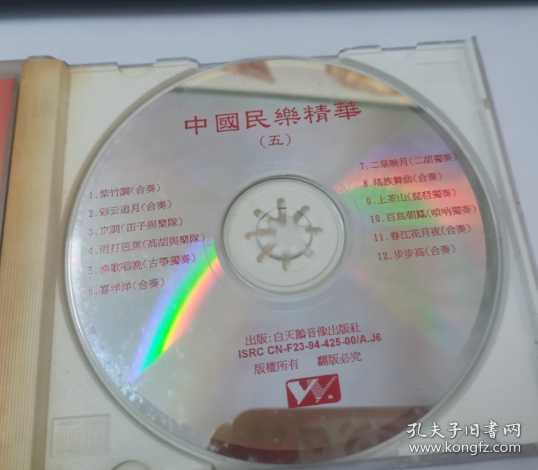 中國民樂精華
(五)
1.紫竹調(合奏)
2.彩云追月(合奏)
3.京調(笛子與樂隊)
4.雨打芭蕉(高胡與樂隊)
5.漁歌唱晚(古箏獨奏)
6.喜洋洋(合奏)
7.二泉映月(二胡獨奏)
8.瑤族舞曲(合奏)
9.上茶山(琵琶獨奏)
10.百鳥朝鳳(嗩吶獨奏)
11.春江花月夜(合奏)
12.步步高(合奏)
出版:白天鵝音像出版社
ISRC CN-F23-94-425-00/A.J6
版權所有 翻版必究
孔夫子旧书网
kongfz.com